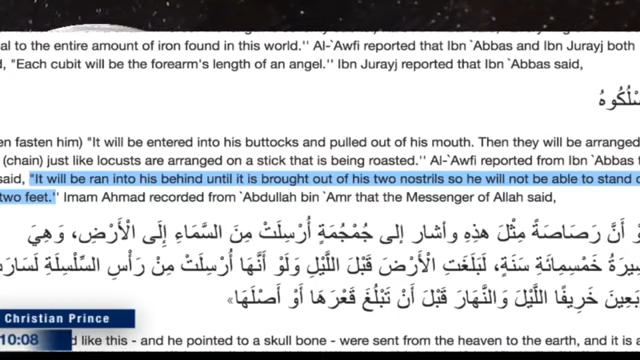 al to the entire amount of iron found in this world.'' Al-`Awfi reported that Ibn `Abbas and Ibn Jurayj both
d, "Each cubit will be the forearm's length of an angel.'' Ibn Jurayj reported that Ibn `Abbas said,
سْلُكُوهُ
en fasten him) "It will be entered into his buttocks and pulled out of his mouth. Then they will be arranged
(chain) just like locusts are arranged on a stick that is being roasted.'' Al-`Awfi reported from Ibn `Abbas
said, "It will be ran into his behind until it is brought out of his two nostrils so he will not be able to stand
two feet.'' Imam Ahmad recorded from `Abdullah bin `Amr that the Messenger of Allah said,
وْ أَنَّ رَصَاصَةً مِثْلَ هذِهِ وأشار إلى جُمْجُمَةٍ أُرْسِلَتْ مِنَ السَّمَاءِ إِلَى الْأَرْضِ، وَهِيَ
سِيرَةُ خَمْسِمِائَةِ سَنَةٍ، لَبَلَغَتِ الْأَرْضَ قَبْلَ اللَّيْلِ وَلَوْ أَنَّهَا أُرْسِلَتْ مِنْ رَأْسِ السِّلْسِلَةِ لَسَارَت
بَعِينَ خَرِيفًا اللَّيْلَ وَالنَّهَارَ قَبْلَ أَنْ تَبْلُغَ قَعْرَهَا أَوْ أَصْلَهَا»
Christian Prince
10:08
d like this - and he pointed to a skull bone - were sent from the heaven to the earth, and it is a